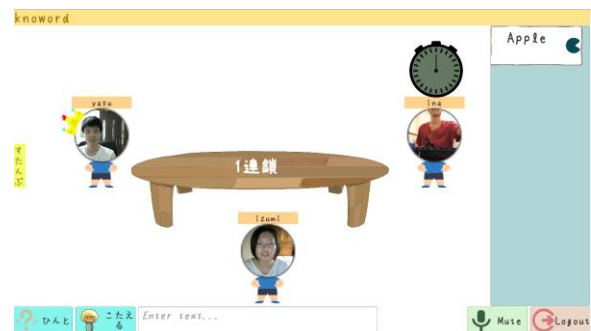 knoword
Apple
yasu
ina
すたんぷ
1連鎖
izumi
ひんと
こたえ
る
Enter text...
Mute
Logout